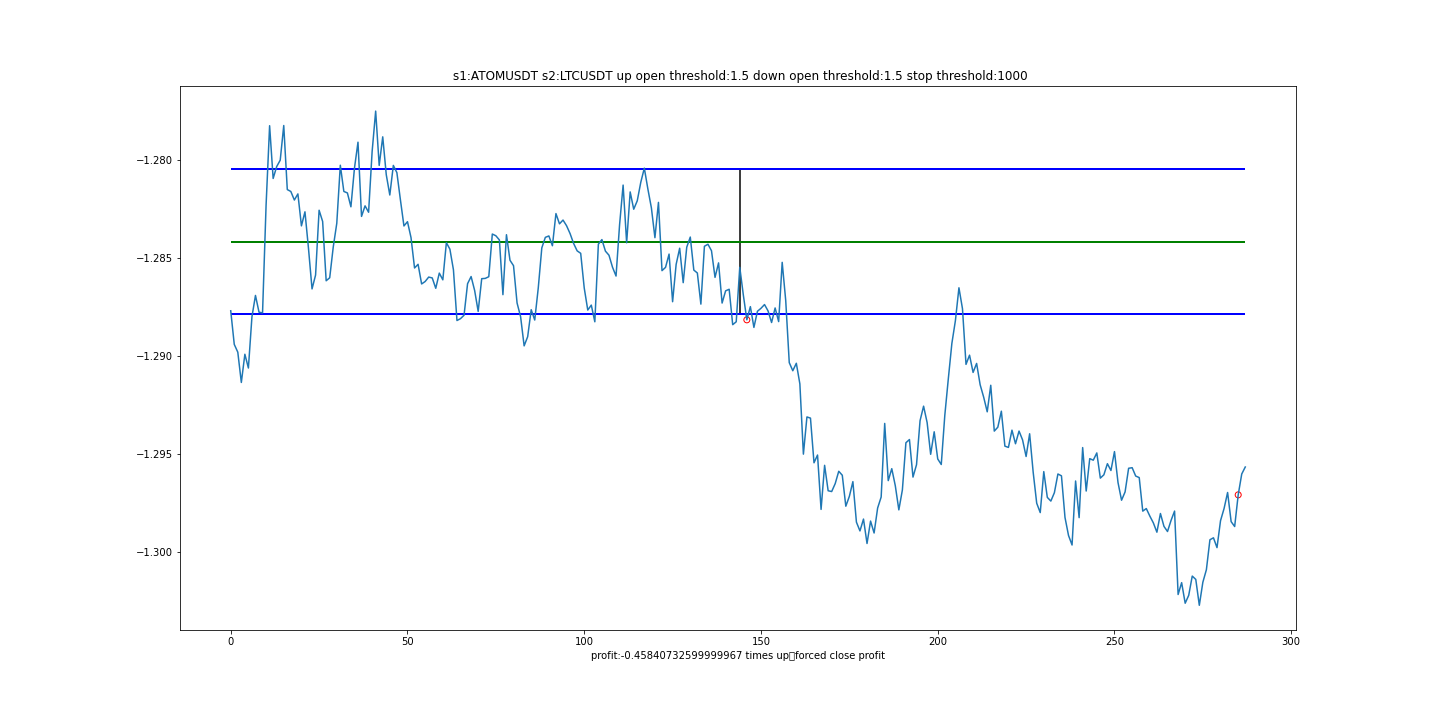 s1:ATOMUSDT s2:LTCUSDT up open threshold:1.5 down open threshold:1.5 stop threshold:1000
−1.280
−1.285
−1.290
−1.295
−1.300
0 50 100 150 200 250 300
profit:-0.45840732599999967 times up▯forced close profit